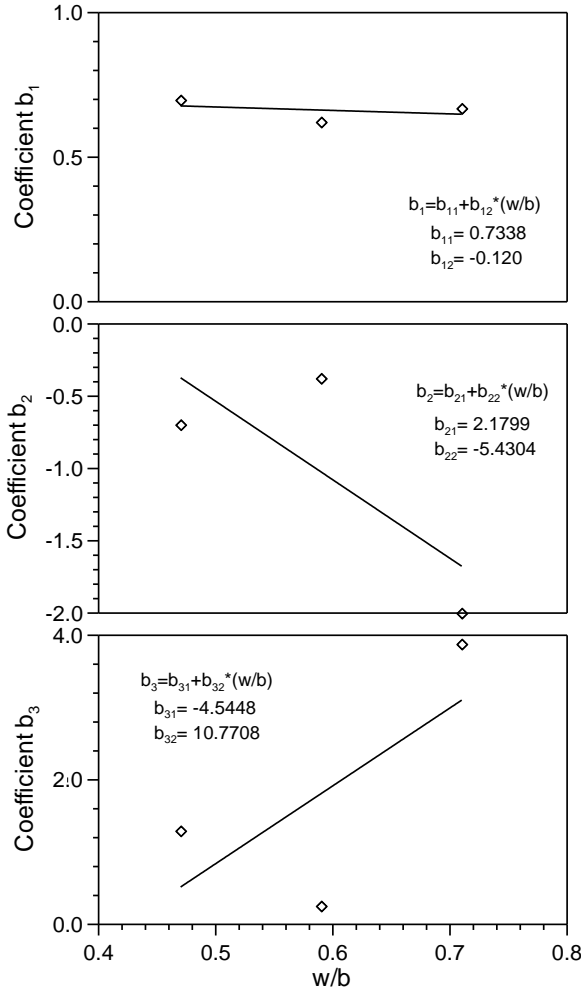 1.0
0.5
0.0
Coefficient b1
b1=b11+b12*(w/b)
b11= 0.7338
b12= -0.120
0.0
-0.5
-1.0
-1.5
-2.0
Coefficient b2
b2=b21+b22*(w/b)
b21= 2.1799
b22= -5.4304
4.0
2.0
0.0
Coefficient b3
b3=b31+b32*(w/b)
b31= -4.5448
b32= 10.7708
0.4 0.5 0.6 0.7 0.8
w/b